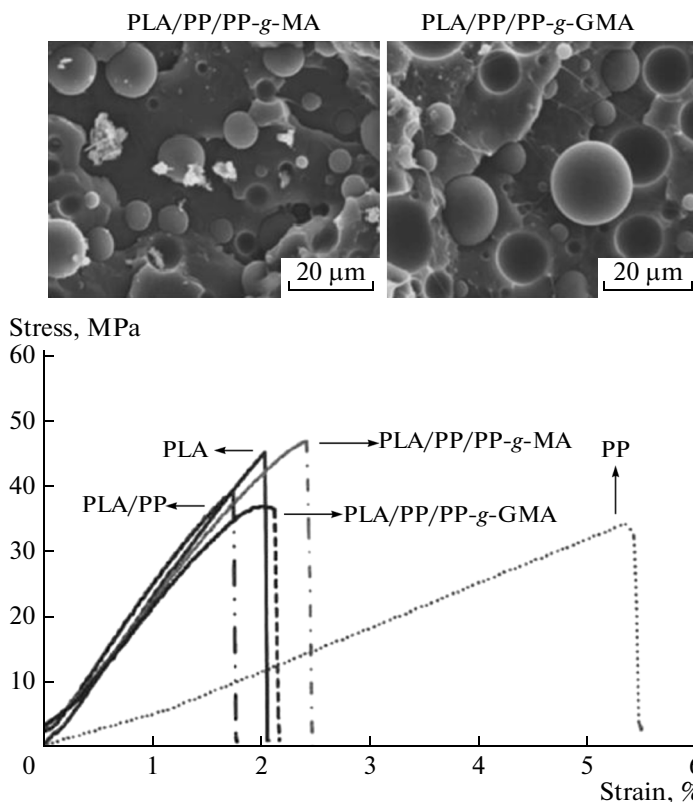 PLA/PP/PP-g-MA
PLA/PP/PP-g-GMA
20 μm
20 μm
Stress, MPa
60
50
40
30
20
10
0
PLA
PLA/PP/PP-g-MA
PP
PLA/PP
PLA/PP/PP-g-GMA
1
2
3
4
5
6
Strain, %